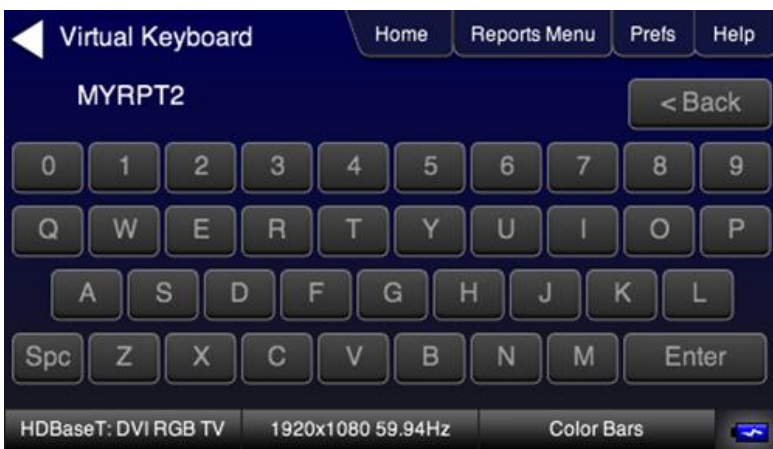 Virtual Keyboard Home Reports Menu Prefs Help
MYRPT2 < Back
0 1 2 3 4 5 6 7 8 9
Q W E R T Y U I O P
A S D F G H J K L
Spc Z X C V B N M Enter
HDBaseT: DVI RGB TV 1920x1080 59.94Hz Color Bars